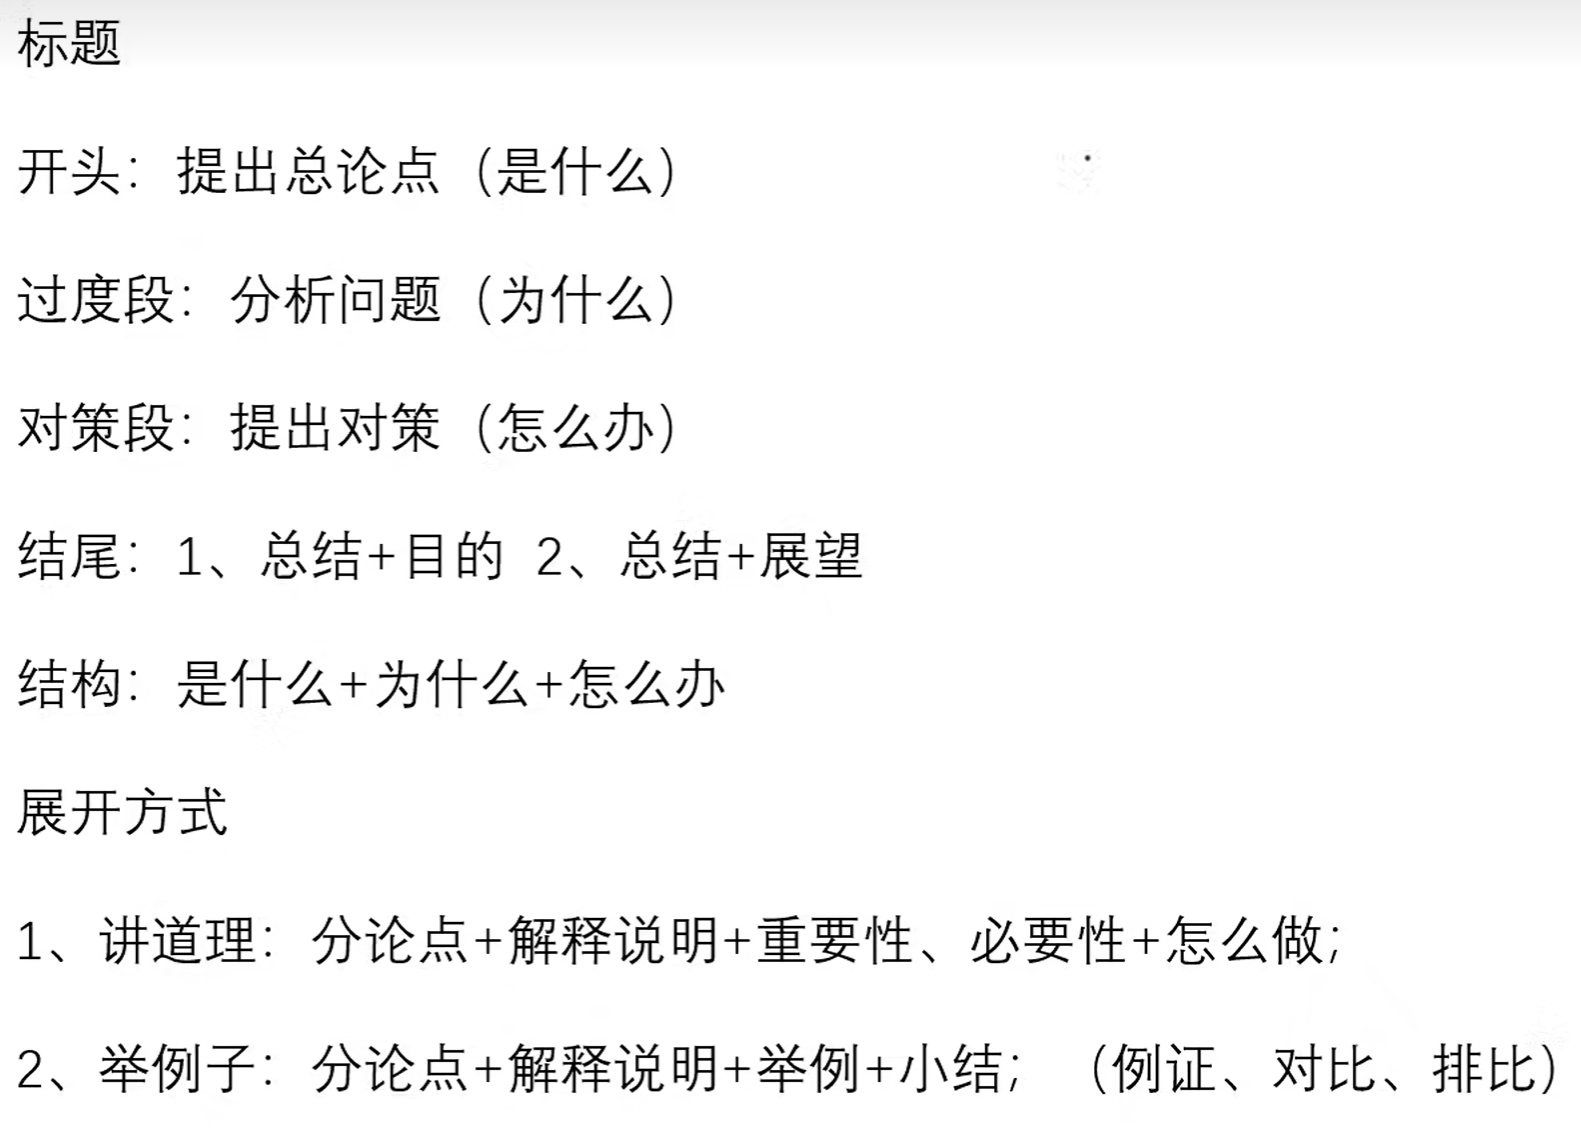 标题
开头：提出总论点（是什么）
过度段：分析问题（为什么）
对策段：提出对策（怎么办）
结尾：1、总结+目的 2、总结+展望
结构：是什么+为什么+怎么办
展开方式
1、讲道理：分论点+解释说明+重要性、必要性+怎么做；
2、举例子：分论点+解释说明+举例+小结；（例证、对比、排比）